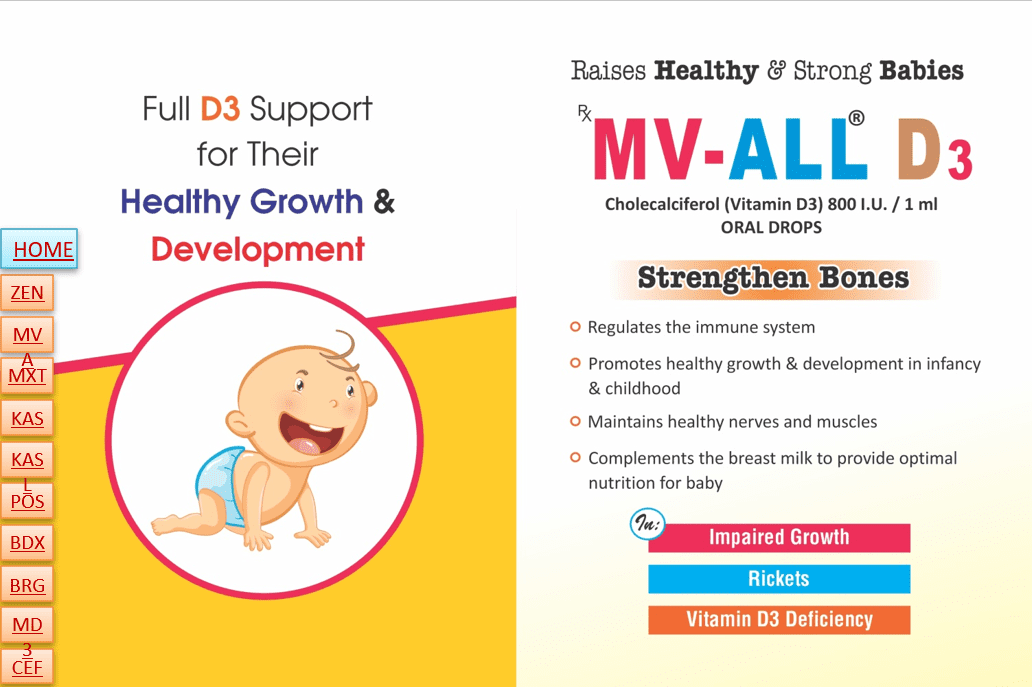 Full D3 Support
for Their
Healthy Growth &
Development
HOME
ZEN
MV
A
MXT
KAS
KAS
L
POS
BDX
BRG
MD
3
CEF
Raises Healthy & Strong Babies
Rx
MV-ALL® D3
Cholecalciferol (Vitamin D3) 800 I.U. / 1 ml
ORAL DROPS
Strengthen Bones
Regulates the immune system
Promotes healthy growth & development in infancy
& childhood
Maintains healthy nerves and muscles
Complements the breast milk to provide optimal
nutrition for baby
In:
Impaired Growth
Rickets
Vitamin D3 Deficiency